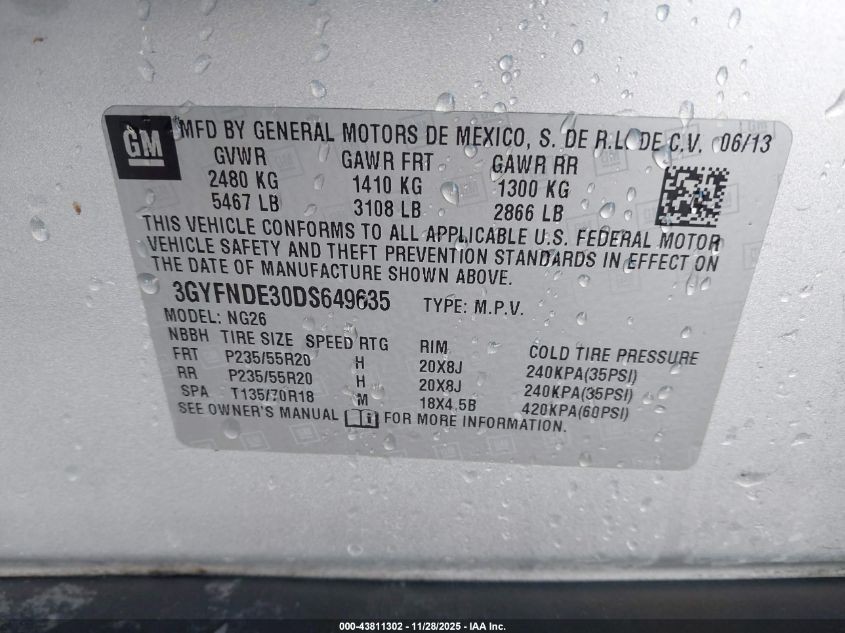 GM
MFD BY GENERAL MOTORS DE MEXICO, S. DE R.L. DE C.V. 06/13
GVWR GAWR FRT GAWR RR
2480 KG 1410 KG 1300 KG
5467 LB 3108 LB 2866 LB
THIS VEHICLE CONFORMS TO ALL APPLICABLE U.S. FEDERAL MOTOR
VEHICLE SAFETY AND THEFT PREVENTION STANDARDS IN EFFECT ON
THE DATE OF MANUFACTURE SHOWN ABOVE.
3GYFNDE30DS649635 TYPE: M.P.V.
MODEL: NG26
NBBH TIRE SIZE SPEED RTG RIM COLD TIRE PRESSURE
FRT P235/55R20 H 20X8J 240KPA(35PSI)
RR P235/55R20 H 20X8J 240KPA(35PSI)
SPA T135/70R18 M 18X4.5B 420KPA(60PSI)
SEE OWNER'S MANUAL FOR MORE INFORMATION.
000-43811302 - 11/28/2025 - IAA Inc.